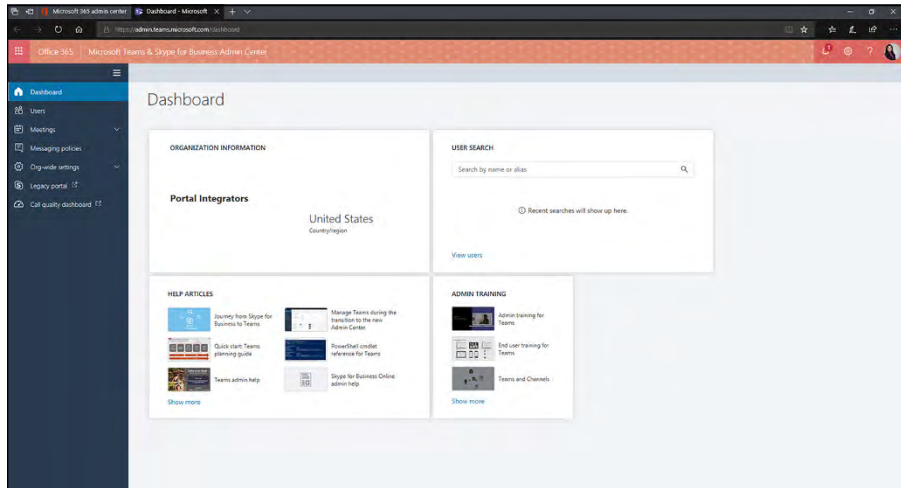 Microsoft 365 admin center
Dashboard - Microsoft
https://admin.teams.microsoft.com/dashboard
Office 365
Microsoft Teams & Skype for Business Admin Center
Dashboard
Users
Meetings
Messaging policies
Org-wide settings
Legacy portal
Call quality dashboard
Dashboard
ORGANIZATION INFORMATION
Portal Integrators
United States
Country/region
USER SEARCH
Search by name or alias
Recent searches will show up here.
View users
HELP ARTICLES
Journey from Skype for
Business to Teams
Manage Teams during the
transition to the new
Admin Center
Quick start: Teams
planning guide
PowerShell cmdlet
reference for Teams
Teams admin help
Skype for Business Online
admin help
Show more
ADMIN TRAINING
Admin training for
Teams
End user training for
Teams
Teams and Channels
Show more